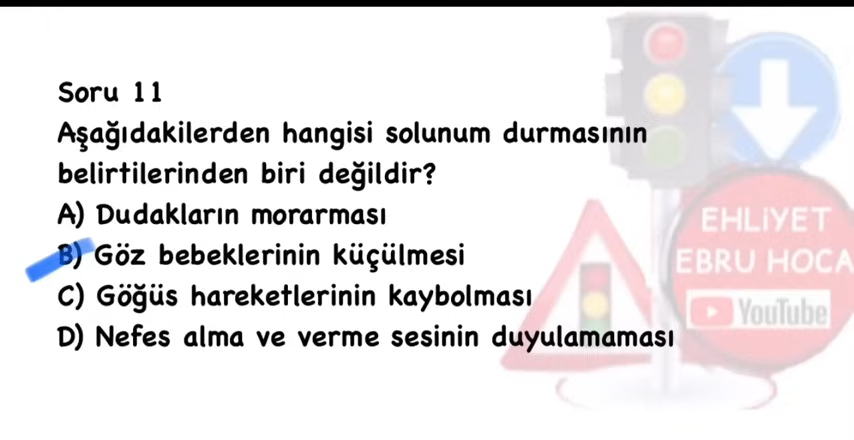 Soru 11
Aşağıdakilerden hangisi solunum durmasının
belirtilerinden biri değildir?
A) Dudakların morarması
B) Göz bebeklerinin küçülmesi
C) Göğüs hareketlerinin kaybolması
D) Nefes alma ve verme sesinin duyulamaması
EHLİYET
EBRU HOCA
YouTube